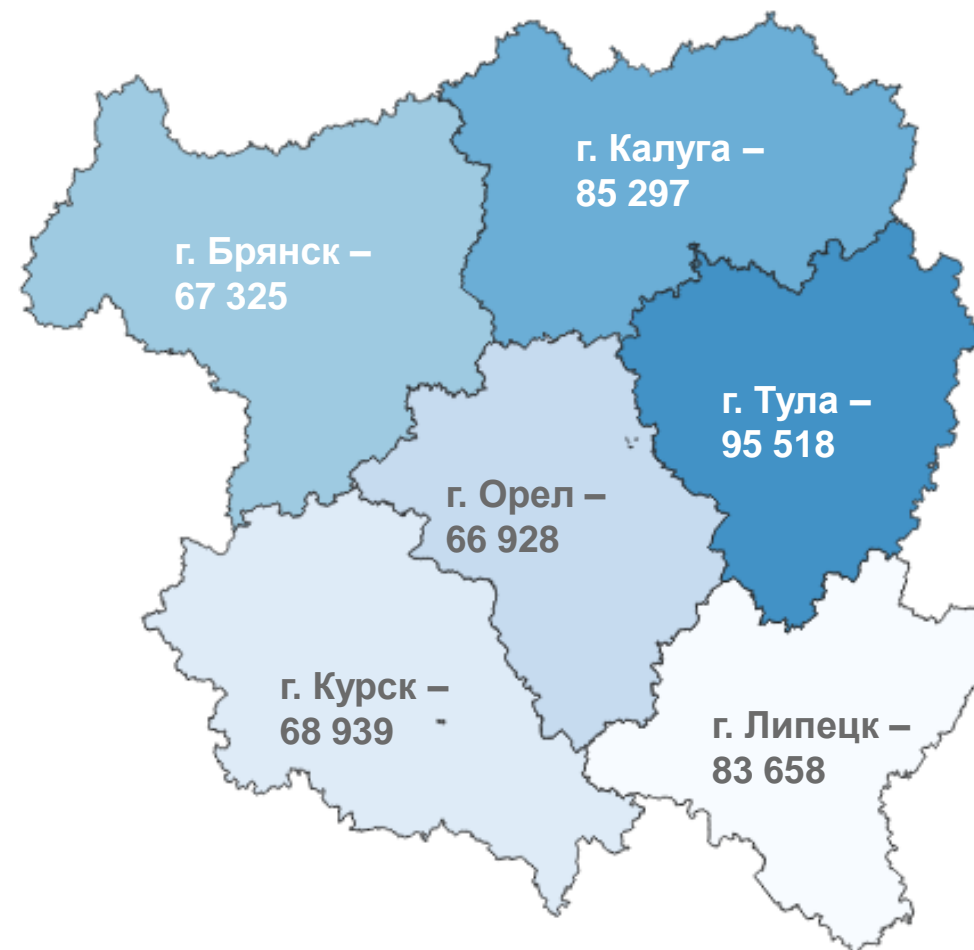 г. Калуга –
85 297
г. Брянск –
67 325
г. Тула –
95 518
г. Орел –
66 928
г. Курск –
68 939
г. Липецк –
83 658